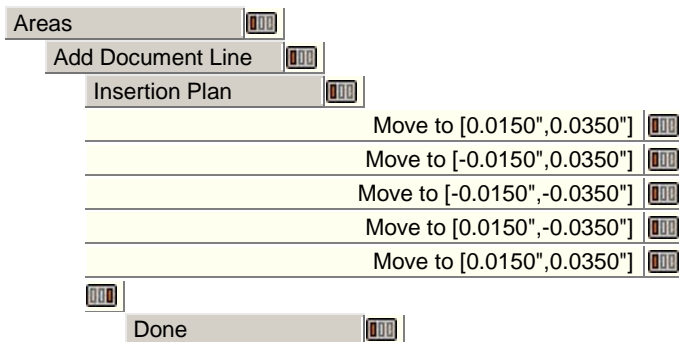 Areas
Add Document Line
Insertion Plan
Move to [0.0150",0.0350"]
Move to [-0.0150",0.0350"]
Move to [-0.0150",-0.0350"]
Move to [0.0150",-0.0350"]
Move to [0.0150",0.0350"]
Done